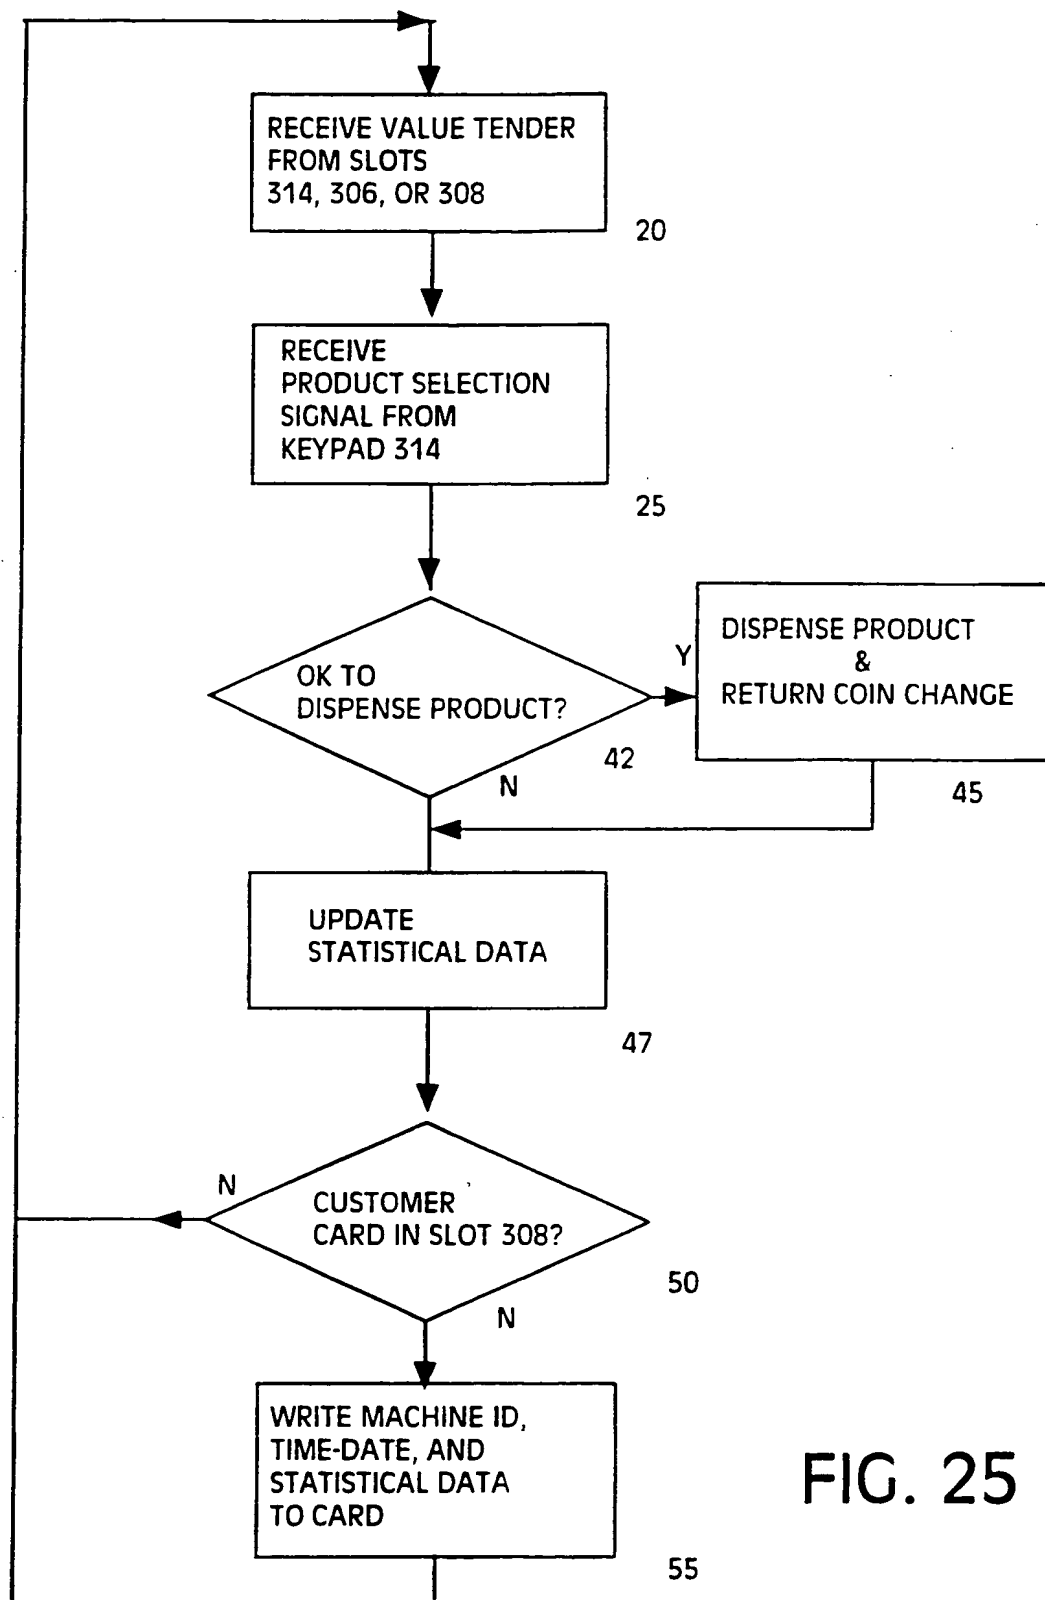 RECEIVE VALUE TENDER
FROM SLOTS
314, 306, OR 308
20
RECEIVE
PRODUCT SELECTION
SIGNAL FROM
KEYPAD 314
25
OK TO
DISPENSE PRODUCT?
42
Y
N
DISPENSE PRODUCT
&
RETURN COIN CHANGE
45
UPDATE
STATISTICAL DATA
47
N
CUSTOMER
CARD IN SLOT 308?
50
N
WRITE MACHINE ID,
TIME-DATE, AND
STATISTICAL DATA
TO CARD
55
FIG. 25